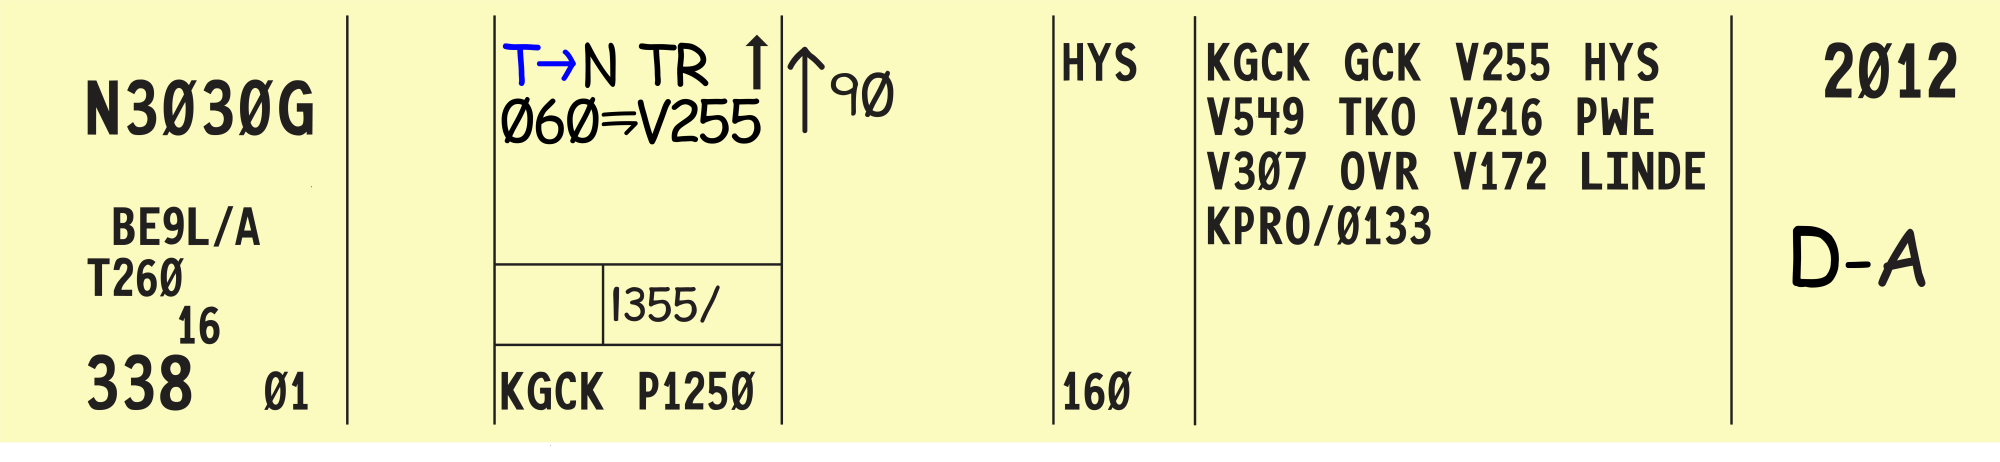 N3Ø3ØG
BE9L/A
T26Ø
16
338 Ø1
T→N TR ↑
Ø6Ø⇒V255
1355/
KGCK P125Ø
↑ 9Ø
HYS
16Ø
KGCK GCK V255 HYS
V549 TKO V216 PWE
V3Ø7 OVR V172 LINDE
KPRO/Ø133
2Ø12
D-A